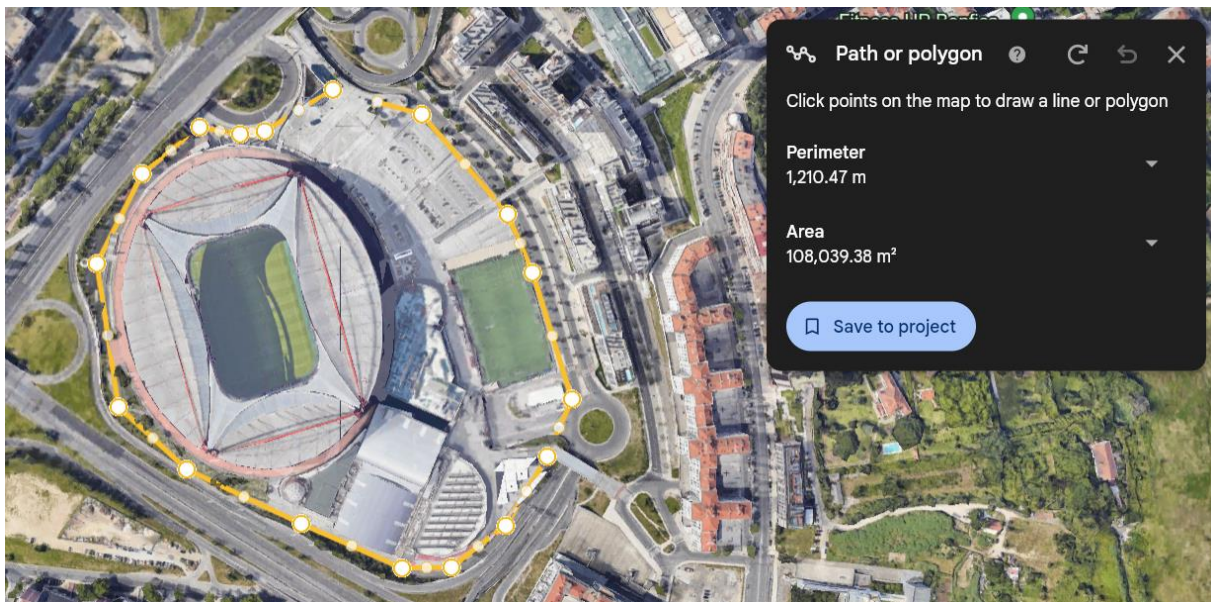 Path or polygon
Click points on the map to draw a line or polygon
Perimeter
1,210.47 m
Area
108,039.38 m²
Save to project